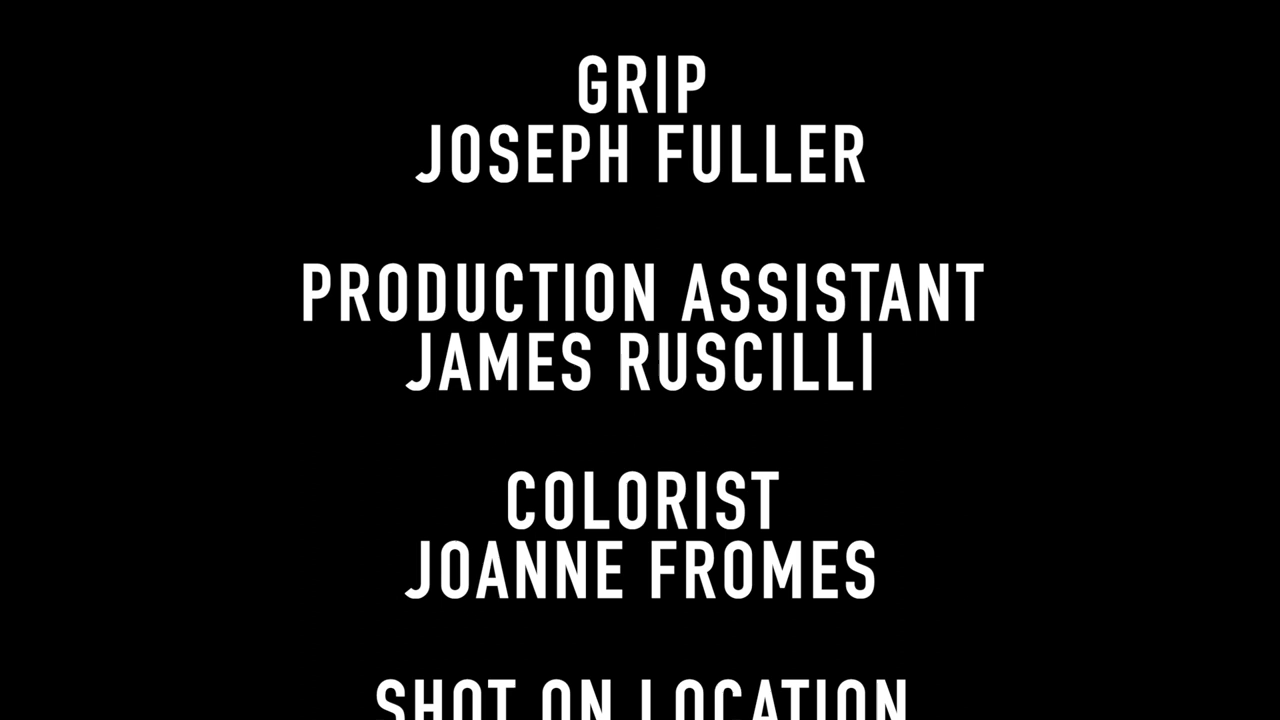 GRIP
JOSEPH FULLER
PRODUCTION ASSISTANT
JAMES RUSCILLI
COLORIST
JOANNE FROMES
SHOT ON LOCATION